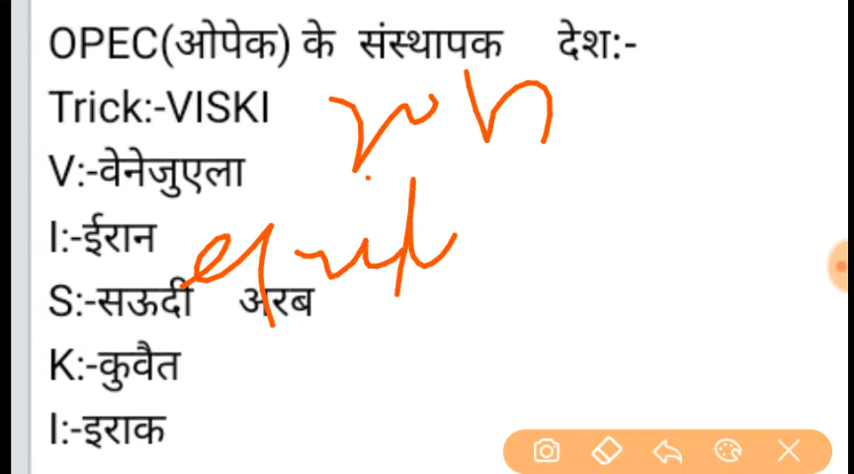 OPEC(ओपेक) के संस्थापक देश:-
Trick:-VISKI
V:-वेनेजुएला
I:-ईरान
S:-सऊदी अरब
K:-कुवैत
I:-इराक